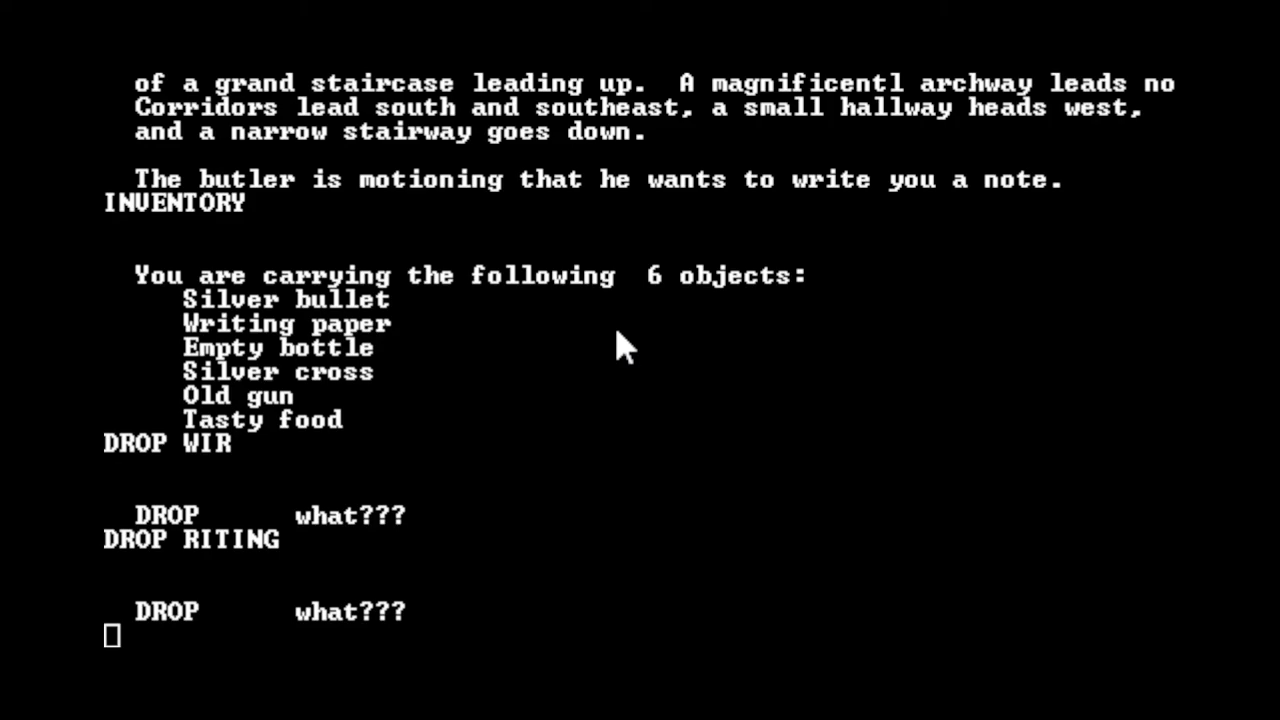 of a grand staircase leading up.  A magnificentl archway leads no
Corridors lead south and southeast, a small hallway heads west,
and a narrow stairway goes down.
The butler is motioning that he wants to write you a note.
INVENTORY
You are carrying the following  6 objects:
Silver bullet
Writing paper
Empty bottle
Silver cross
Old gun
Tasty food
DROP WIR
DROP      what???
DROP RITING
DROP      what???